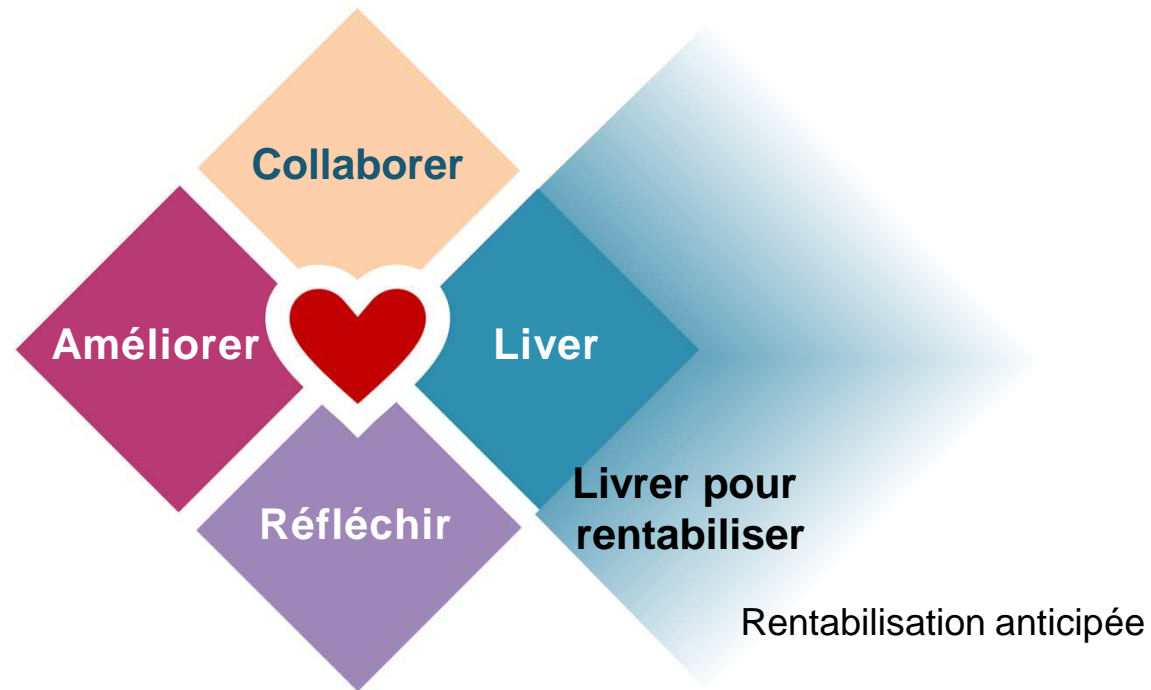 Collaborer
Améliorer
Liver
Réfléchir
Livrer pour
rentabiliser
Rentabilisation anticipée